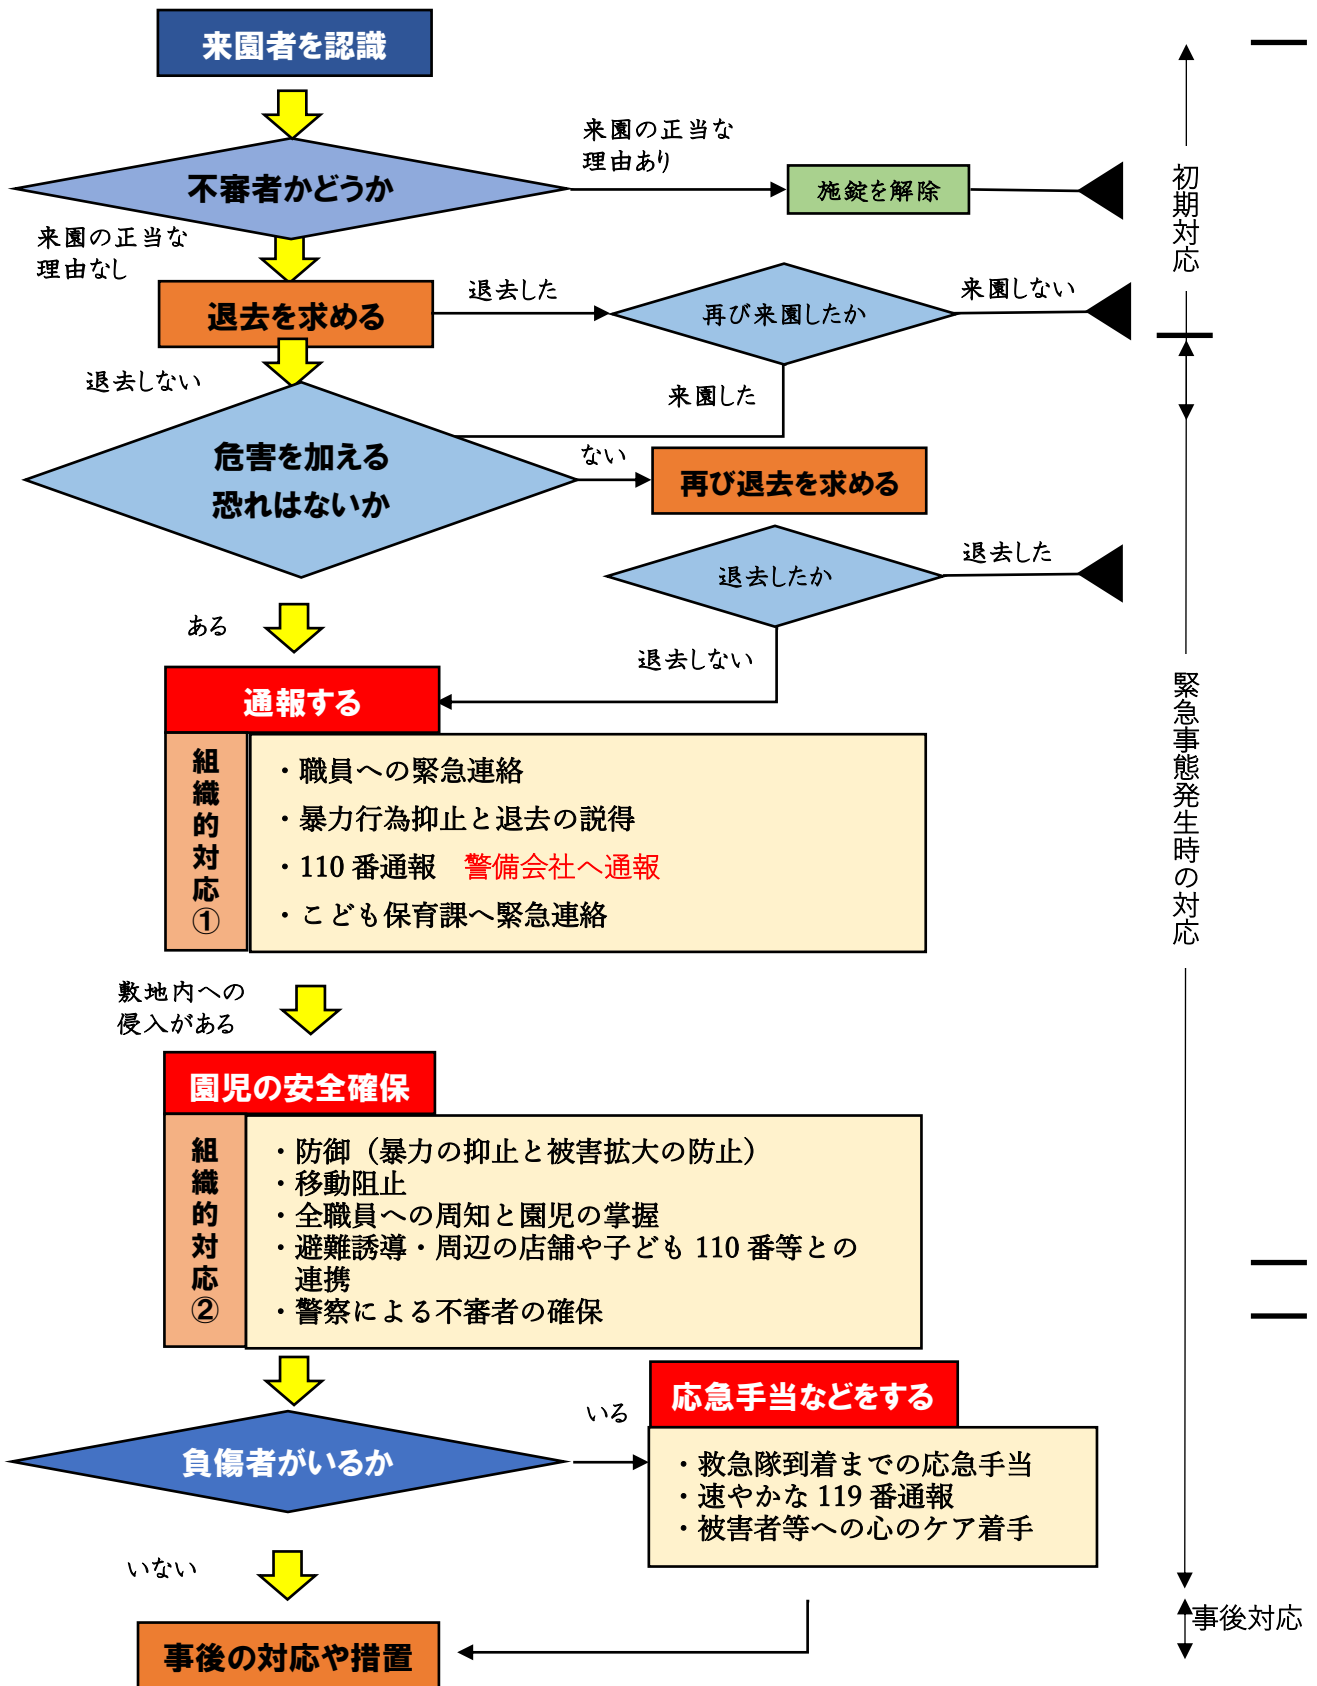 来園者を認識
来園の正当な
理由あり
不審者かどうか
施錠を解除
初期対応
来園の正当な
理由なし
退去を求める
退去した
再び来園したか
来園しない
退去しない
来園した
危害を加える
恐れはないか
ない
再び退去を求める
退去したか
退去した
ある
退去しない
通報する
緊急事態発生時の対応
組織的対応①
・職員への緊急連絡
・暴力行為抑止と退去の説得
・110 番通報　警備会社へ通報
・こども保育課へ緊急連絡
敷地内への
侵入がある
園児の安全確保
組織的対応②
・防御（暴力の抑止と被害拡大の防止）
・移動阻止
・全職員への周知と園児の掌握
・避難誘導・周辺の店舗や子ども 110 番等との
連携
・警察による不審者の確保
負傷者がいるか
いる
応急手当などをする
・救急隊到着までの応急手当
・速やかな 119 番通報
・被害者等への心のケア着手
いない
事後の対応や措置
事後対応